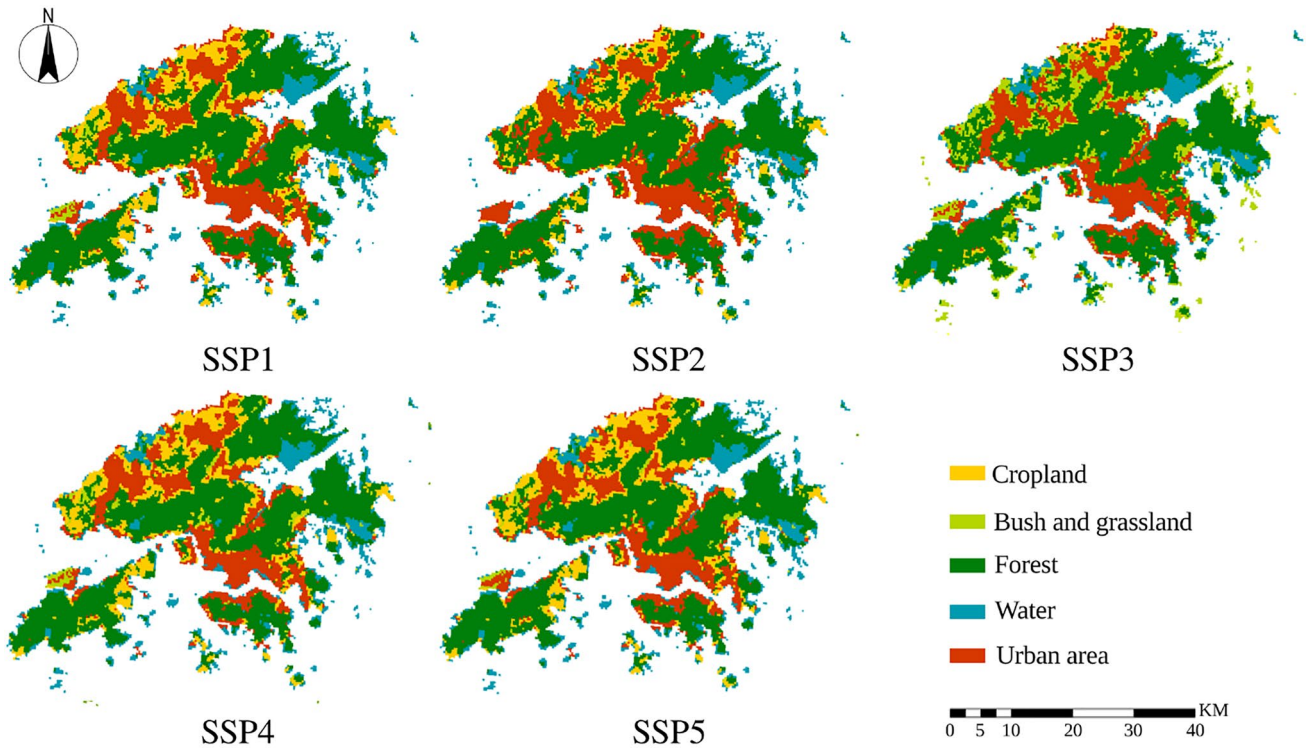 N
SSP1
SSP2
SSP3
SSP4
SSP5
Cropland
Bush and grassland
Forest
Water
Urban area
KM
0 5 10 20 30 40